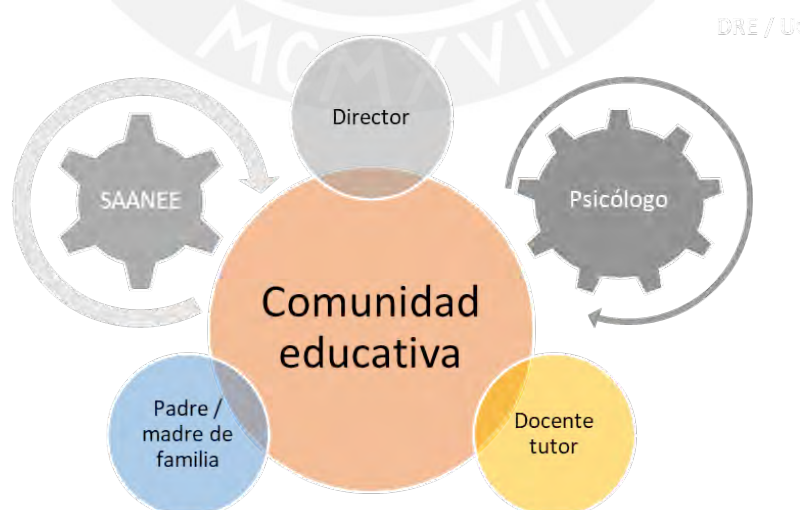 MCMXVII
DRE / U
Director
SAANEE
Psicólogo
Comunidad
educativa
Padre /
madre de
familia
Docente
tutor